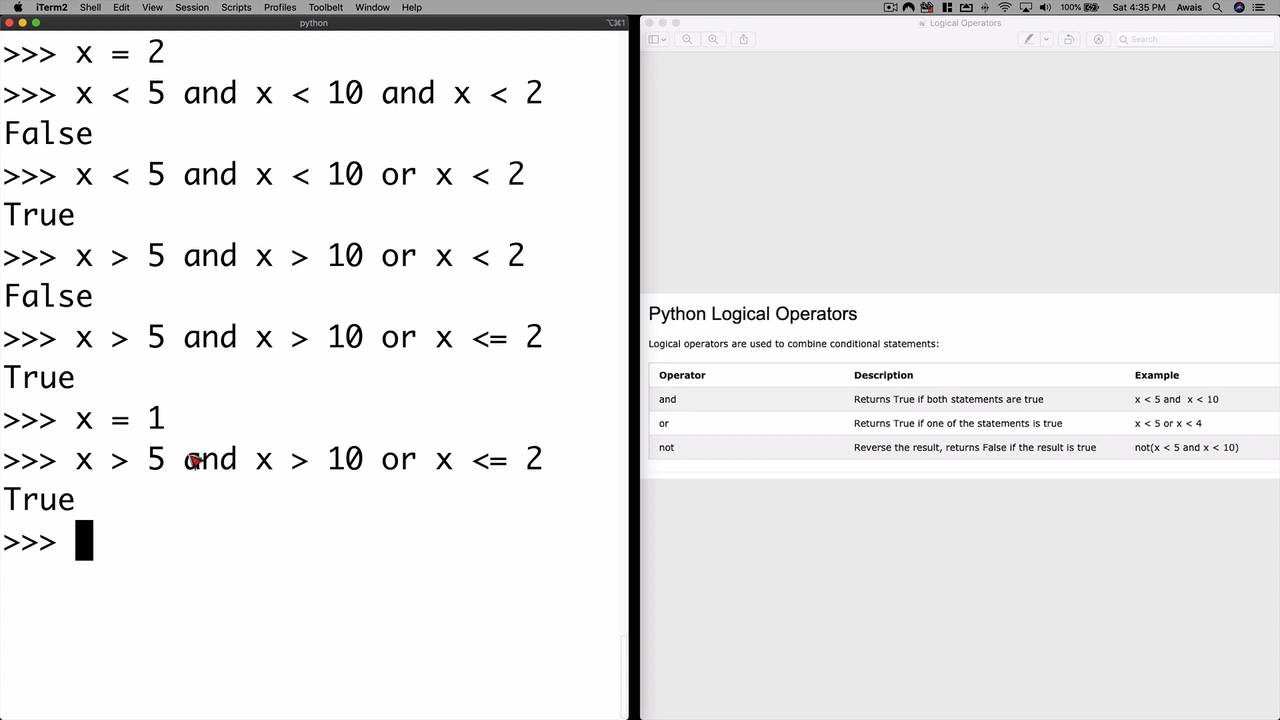 iTerm2 Shell Edit View Session Scripts Profiles Toolbelt Window Help 100% Sat 4:35 PM Awais
python ⌥⌘1
>>> x = 2
>>> x < 5 and x < 10 and x < 2
False
>>> x < 5 and x < 10 or x < 2
True
>>> x > 5 and x > 10 or x < 2
False
>>> x > 5 and x > 10 or x <= 2
True
>>> x = 1
>>> x > 5 and x > 10 or x <= 2
True
>>>
Logical Operators
Search
Python Logical Operators
Logical operators are used to combine conditional statements:
Operator Description Example
and Returns True if both statements are true x < 5 and  x < 10
or Returns True if one of the statements is true x < 5 or x < 4
not Reverse the result, returns False if the result is true not(x < 5 and x < 10)